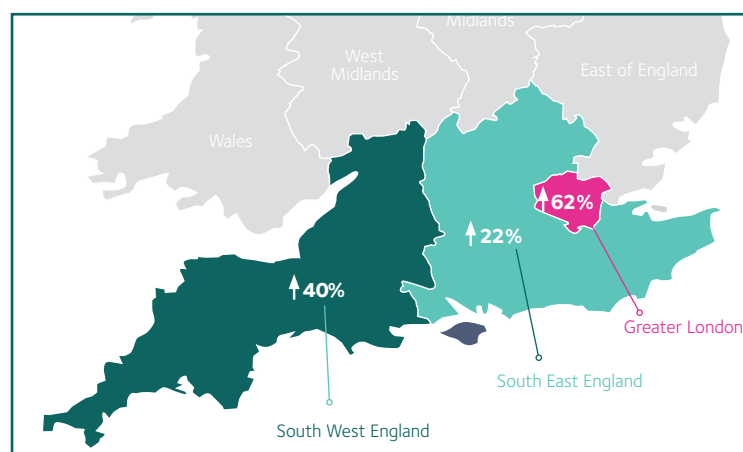 Midlands
West
Midlands
East of England
Wales
62%
22%
40%
Greater London
South East England
South West England